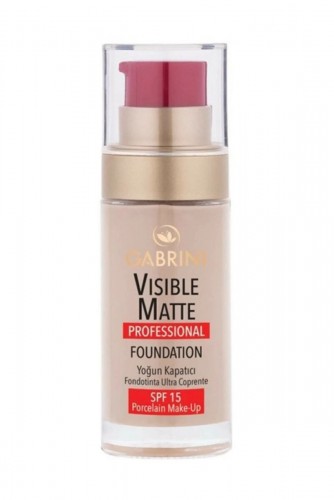 GABRINI
VISIBLE
MATTE
PROFESSIONAL
FOUNDATION
Yoğun Kapatıcı
Fondotinta Ultra Coprente
SPF 15
Porcelain Make-Up